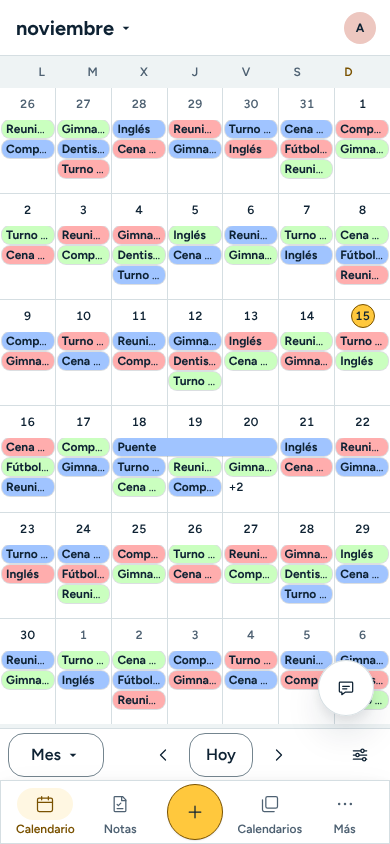 noviembre
A
L M X J V S D
26 27 28 29 30 31 1
Reuni... Gimna... Inglés Reuni... Turno ... Cena ... Comp...
Comp... Dentis... Cena ... Gimna... Inglés Fútbol... Gimna...
Turno ... Reuni...
2 3 4 5 6 7 8
Turno ... Reuni... Gimna... Inglés Reuni... Turno ... Cena ...
Cena ... Comp... Dentis... Cena ... Gimna... Inglés Fútbol...
Turno ... Reuni...
9 10 11 12 13 14 15
Comp... Turno ... Reuni... Gimna... Inglés Reuni... Turno ...
Gimna... Cena ... Comp... Dentis... Cena ... Gimna... Inglés
Turno ...
16 17 18 19 20 21 22
Cena ... Comp... Puente Inglés Reuni...
Fútbol... Gimna... Turno ... Reuni... Gimna... Cena ... Gimna...
Reuni... Cena ... Comp... +2
23 24 25 26 27 28 29
Turno ... Cena ... Comp... Turno ... Reuni... Gimna... Inglés
Inglés Fútbol... Gimna... Cena ... Comp... Dentis... Cena ...
Reuni... Turno ...
30 1 2 3 4 5 6
Reuni... Turno ... Cena ... Comp... Turno ... Reuni... Gimna...
Gimna... Inglés Fútbol... Gimna... Cena ... Comp...
Reuni...
Mes Hoy
Calendario Notas Calendarios Más